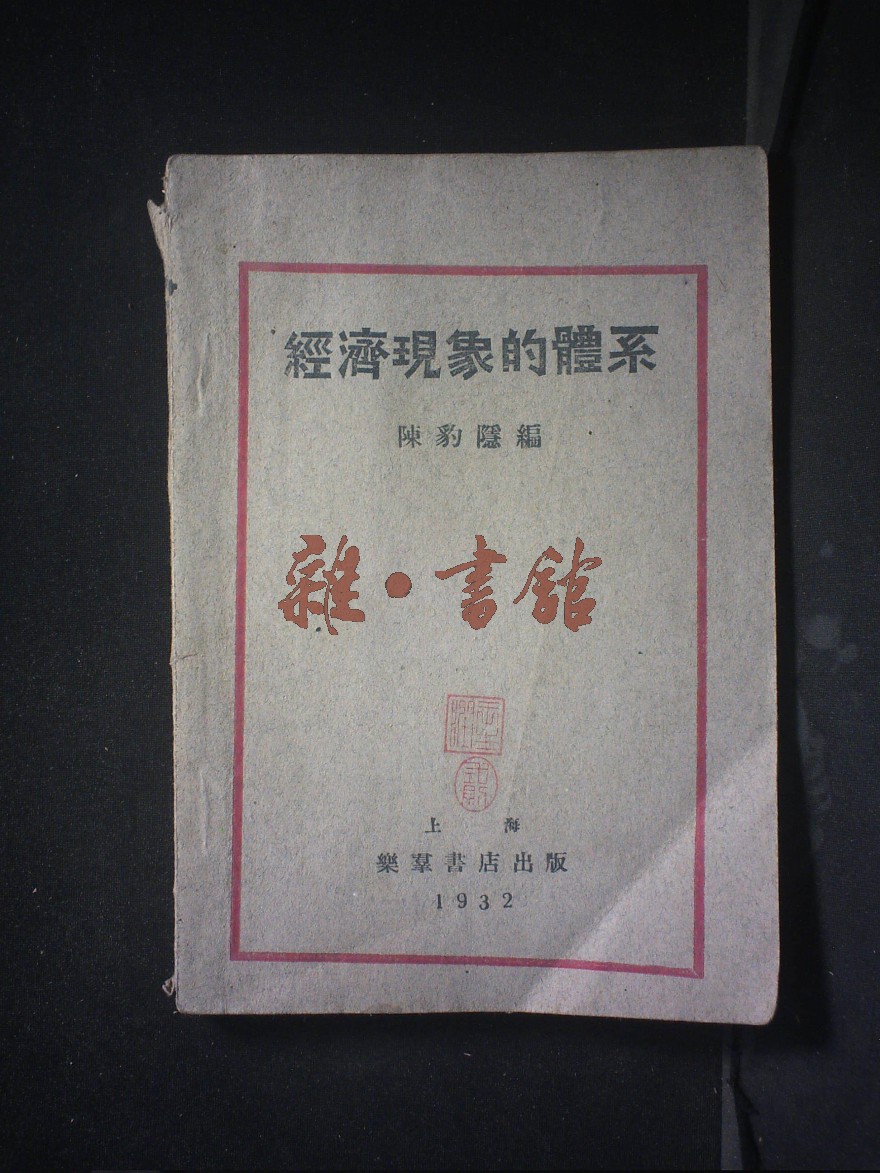 經濟現象的體系
陳豹隱編
雜·書館
上海
樂羣書店出版
1932